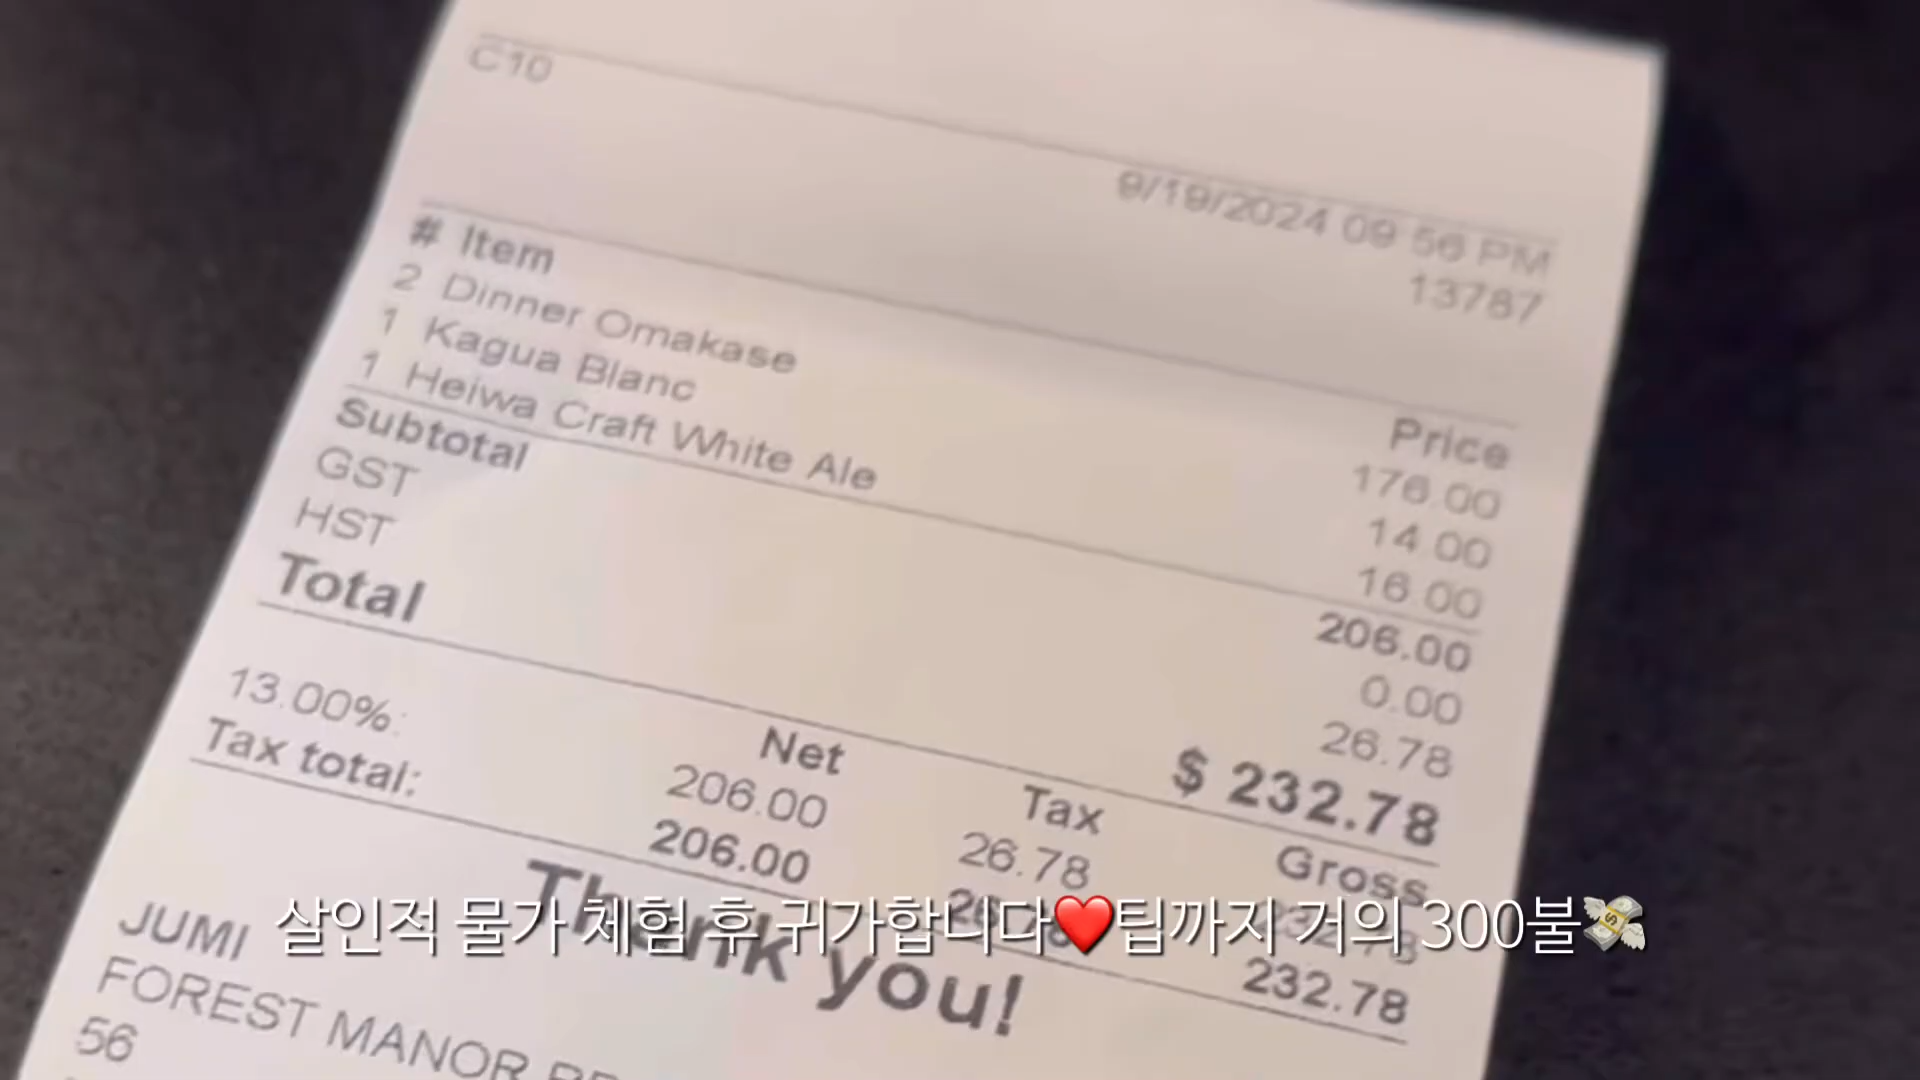 C10
9/19/2024 09 56 PM
13787
# Item Price
2 Dinner Omakase 176.00
1 Kagua Blanc 14 00
1 Heiwa Craft White Ale 16 00
Subtotal 206.00
GST 0.00
HST 26.78
Total $ 232.78
Net Tax Gross
13.00%: 206.00 26.78 232.78
Tax total: 206.00 26.78 232.78
Thank you!
살인적 물가 체험 후 귀가합니다❤️팁까지 거의 300불💸
JUMI
FOREST MANOR
56